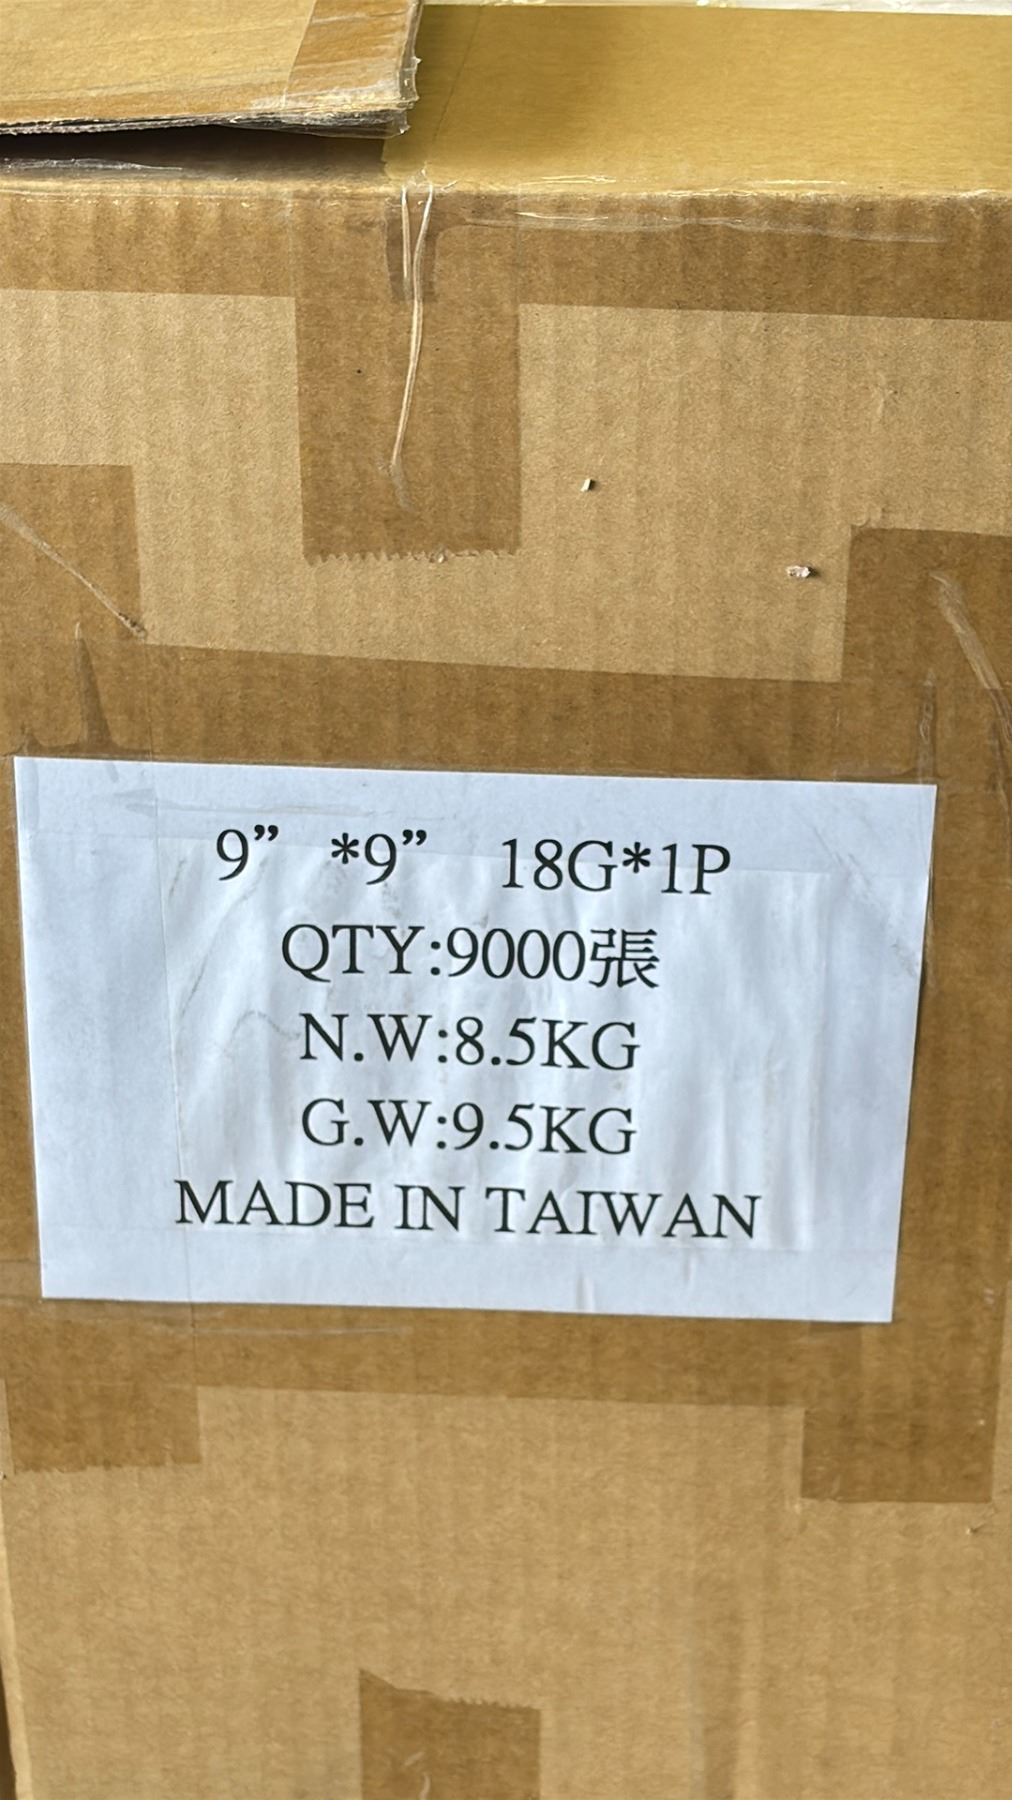 9” *9” 18G*1P
QTY:9000張
N.W:8.5KG
G.W:9.5KG
MADE IN TAIWAN